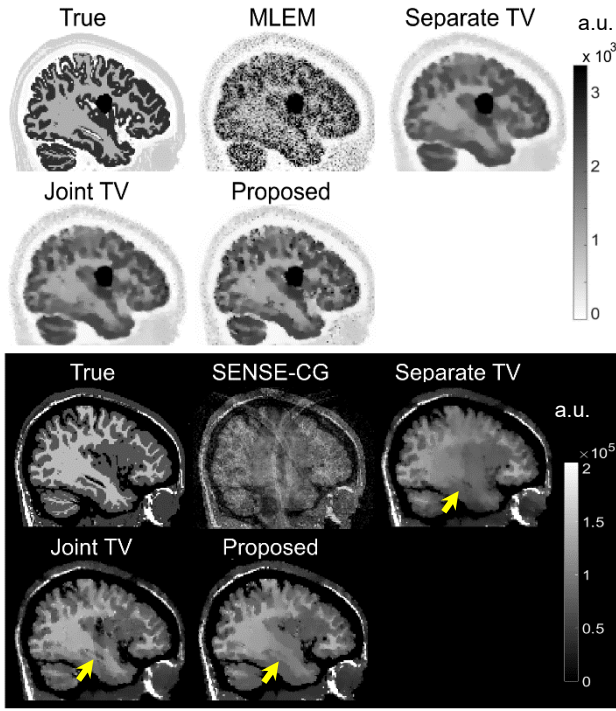 True MLEM Separate TV a.u.
x 10³
3
2
1
0
Joint TV Proposed
True SENSE-CG Separate TV
a.u.
×10⁵
2
1.5
1
0.5
0
Joint TV Proposed